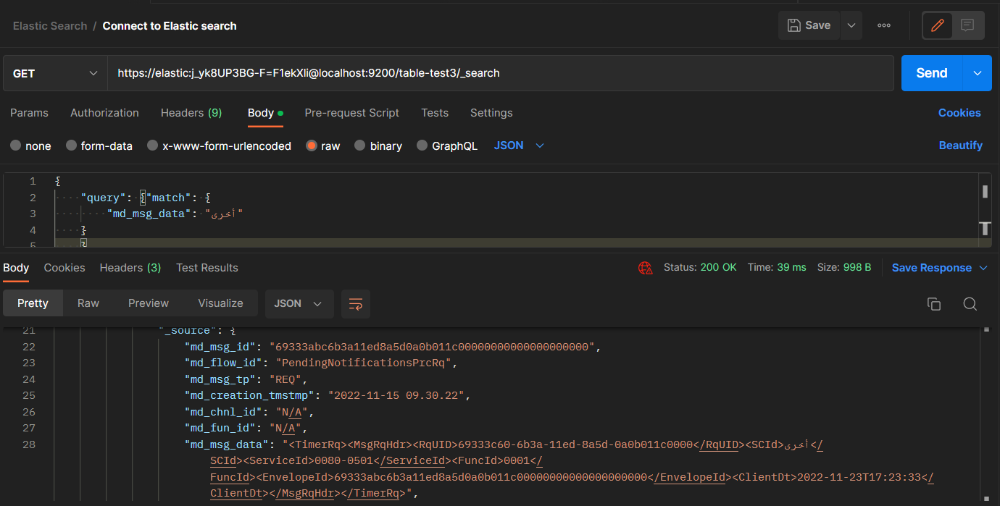 Elastic Search / Connect to Elastic search
Save
GET
https://elastic:j_yk8UP3BG-F=F1ekXli@localhost:9200/table-test3/_search
Send
Params Authorization Headers (9) Body Pre-request Script Tests Settings Cookies
none form-data x-www-form-urlencoded raw binary GraphQL JSON Beautify
1 {
2 "query": {"match": {
3 "md_msg_data": "أخرى"
4 }
5 }
Body Cookies Headers (3) Test Results Status: 200 OK Time: 39 ms Size: 998 B Save Response
Pretty Raw Preview Visualize JSON
21 "_source": {
22 "md_msg_id": "69333abc6b3a11ed8a5d0a0b011c00000000000000000000",
23 "md_flow_id": "PendingNotificationsPrcRq",
24 "md_msg_tp": "REQ",
25 "md_creation_tmstmp": "2022-11-15 09.30.22",
26 "md_chnl_id": "N/A",
27 "md_fun_id": "N/A",
28 "md_msg_data": "<TimerRq><MsgRqHdr><RqUID>69333c60-6b3a-11ed-8a5d-0a0b011c0000</RqUID><SCId>أخرى</
SCId><ServiceId>0080-0501</ServiceId><FuncId>0001</
FuncId><EnvelopeId>69333abc6b3a11ed8a5d0a0b011c00000000000000000000</EnvelopeId><ClientDt>2022-11-23T17:23:33</
ClientDt></MsgRqHdr></TimerRq>",